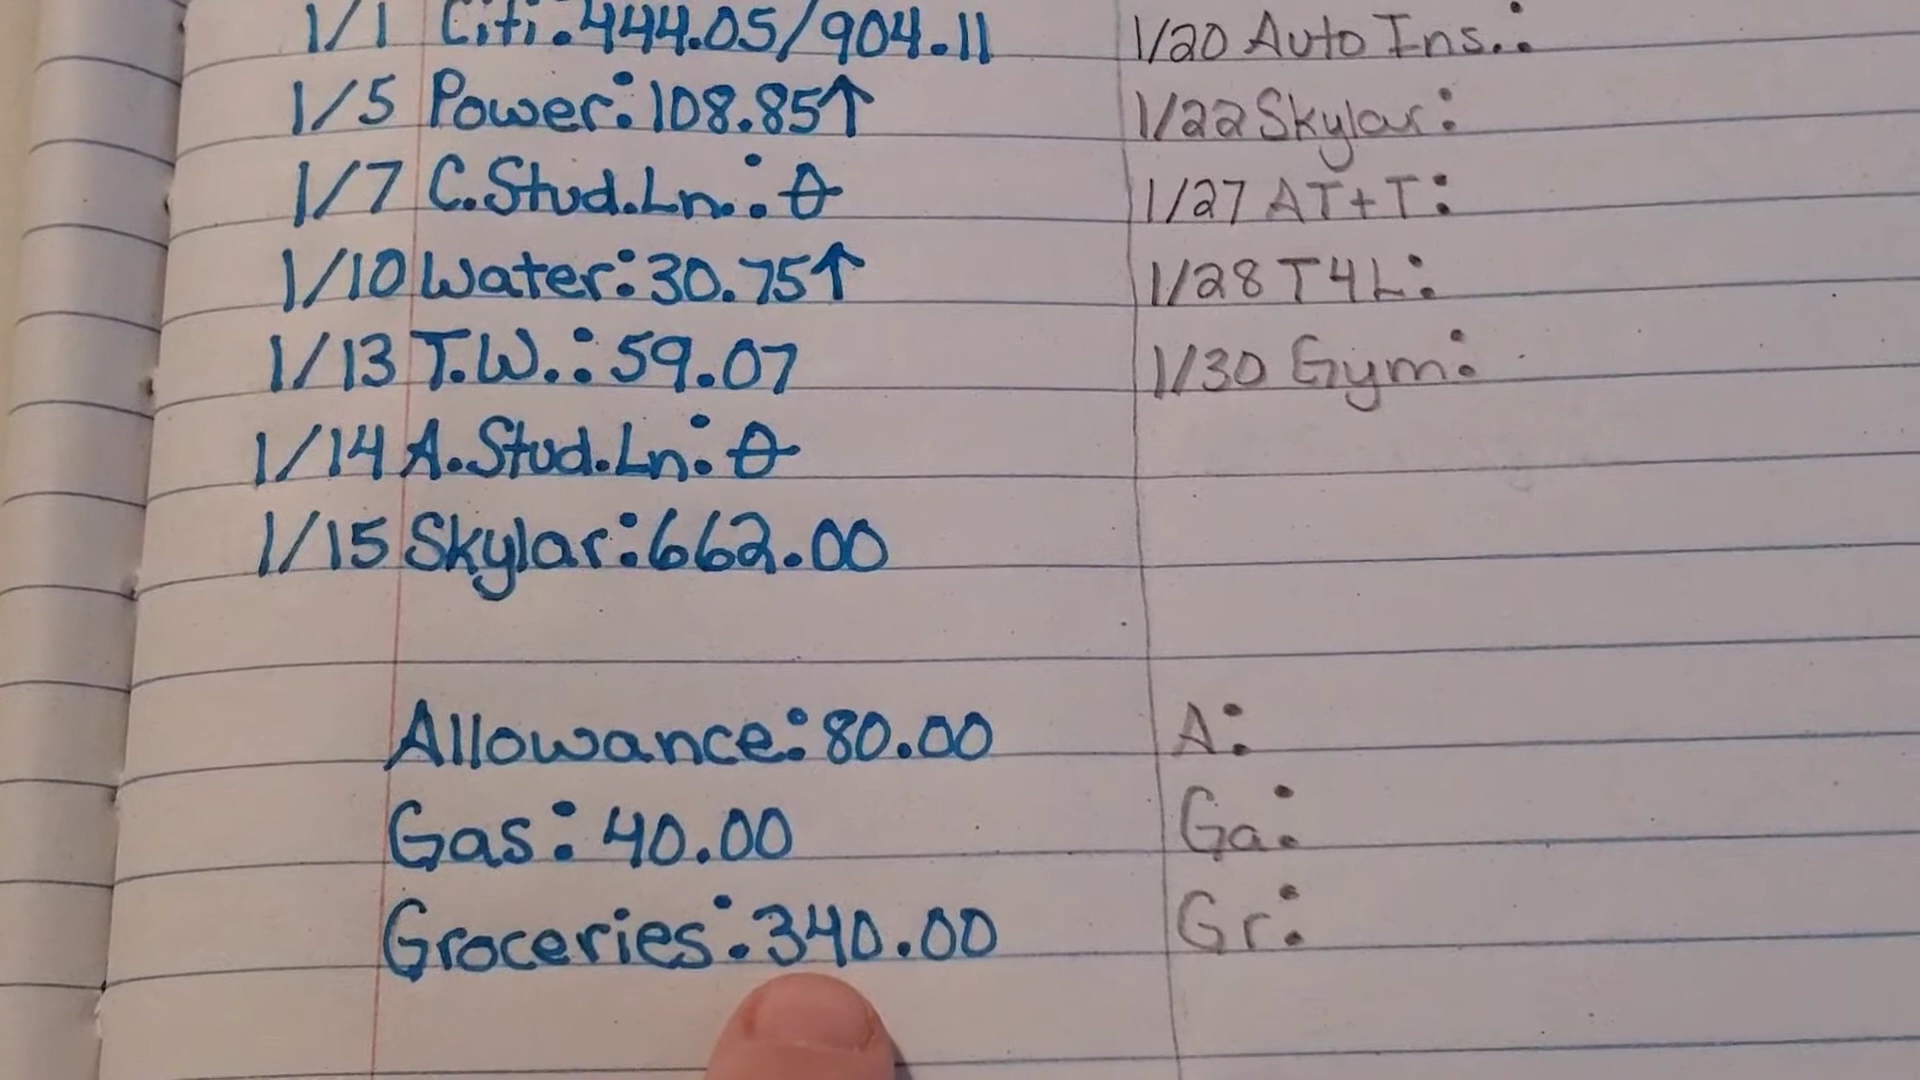 1/1 Citi: 444.05/904.11
1/5 Power: 108.85↑
1/7 C.Stud.Ln.: 0
1/10 Water: 30.75↑
1/13 T.W.: 59.07
1/14 A.Stud.Ln: 0
1/15 Skylar: 662.00
Allowance: 80.00
Gas: 40.00
Groceries: 340.00
1/20 Auto Ins.:
1/22 Skylar:
1/27 AT+T:
1/28 T4L:
1/30 Gym:
A:
Ga:
Gr: